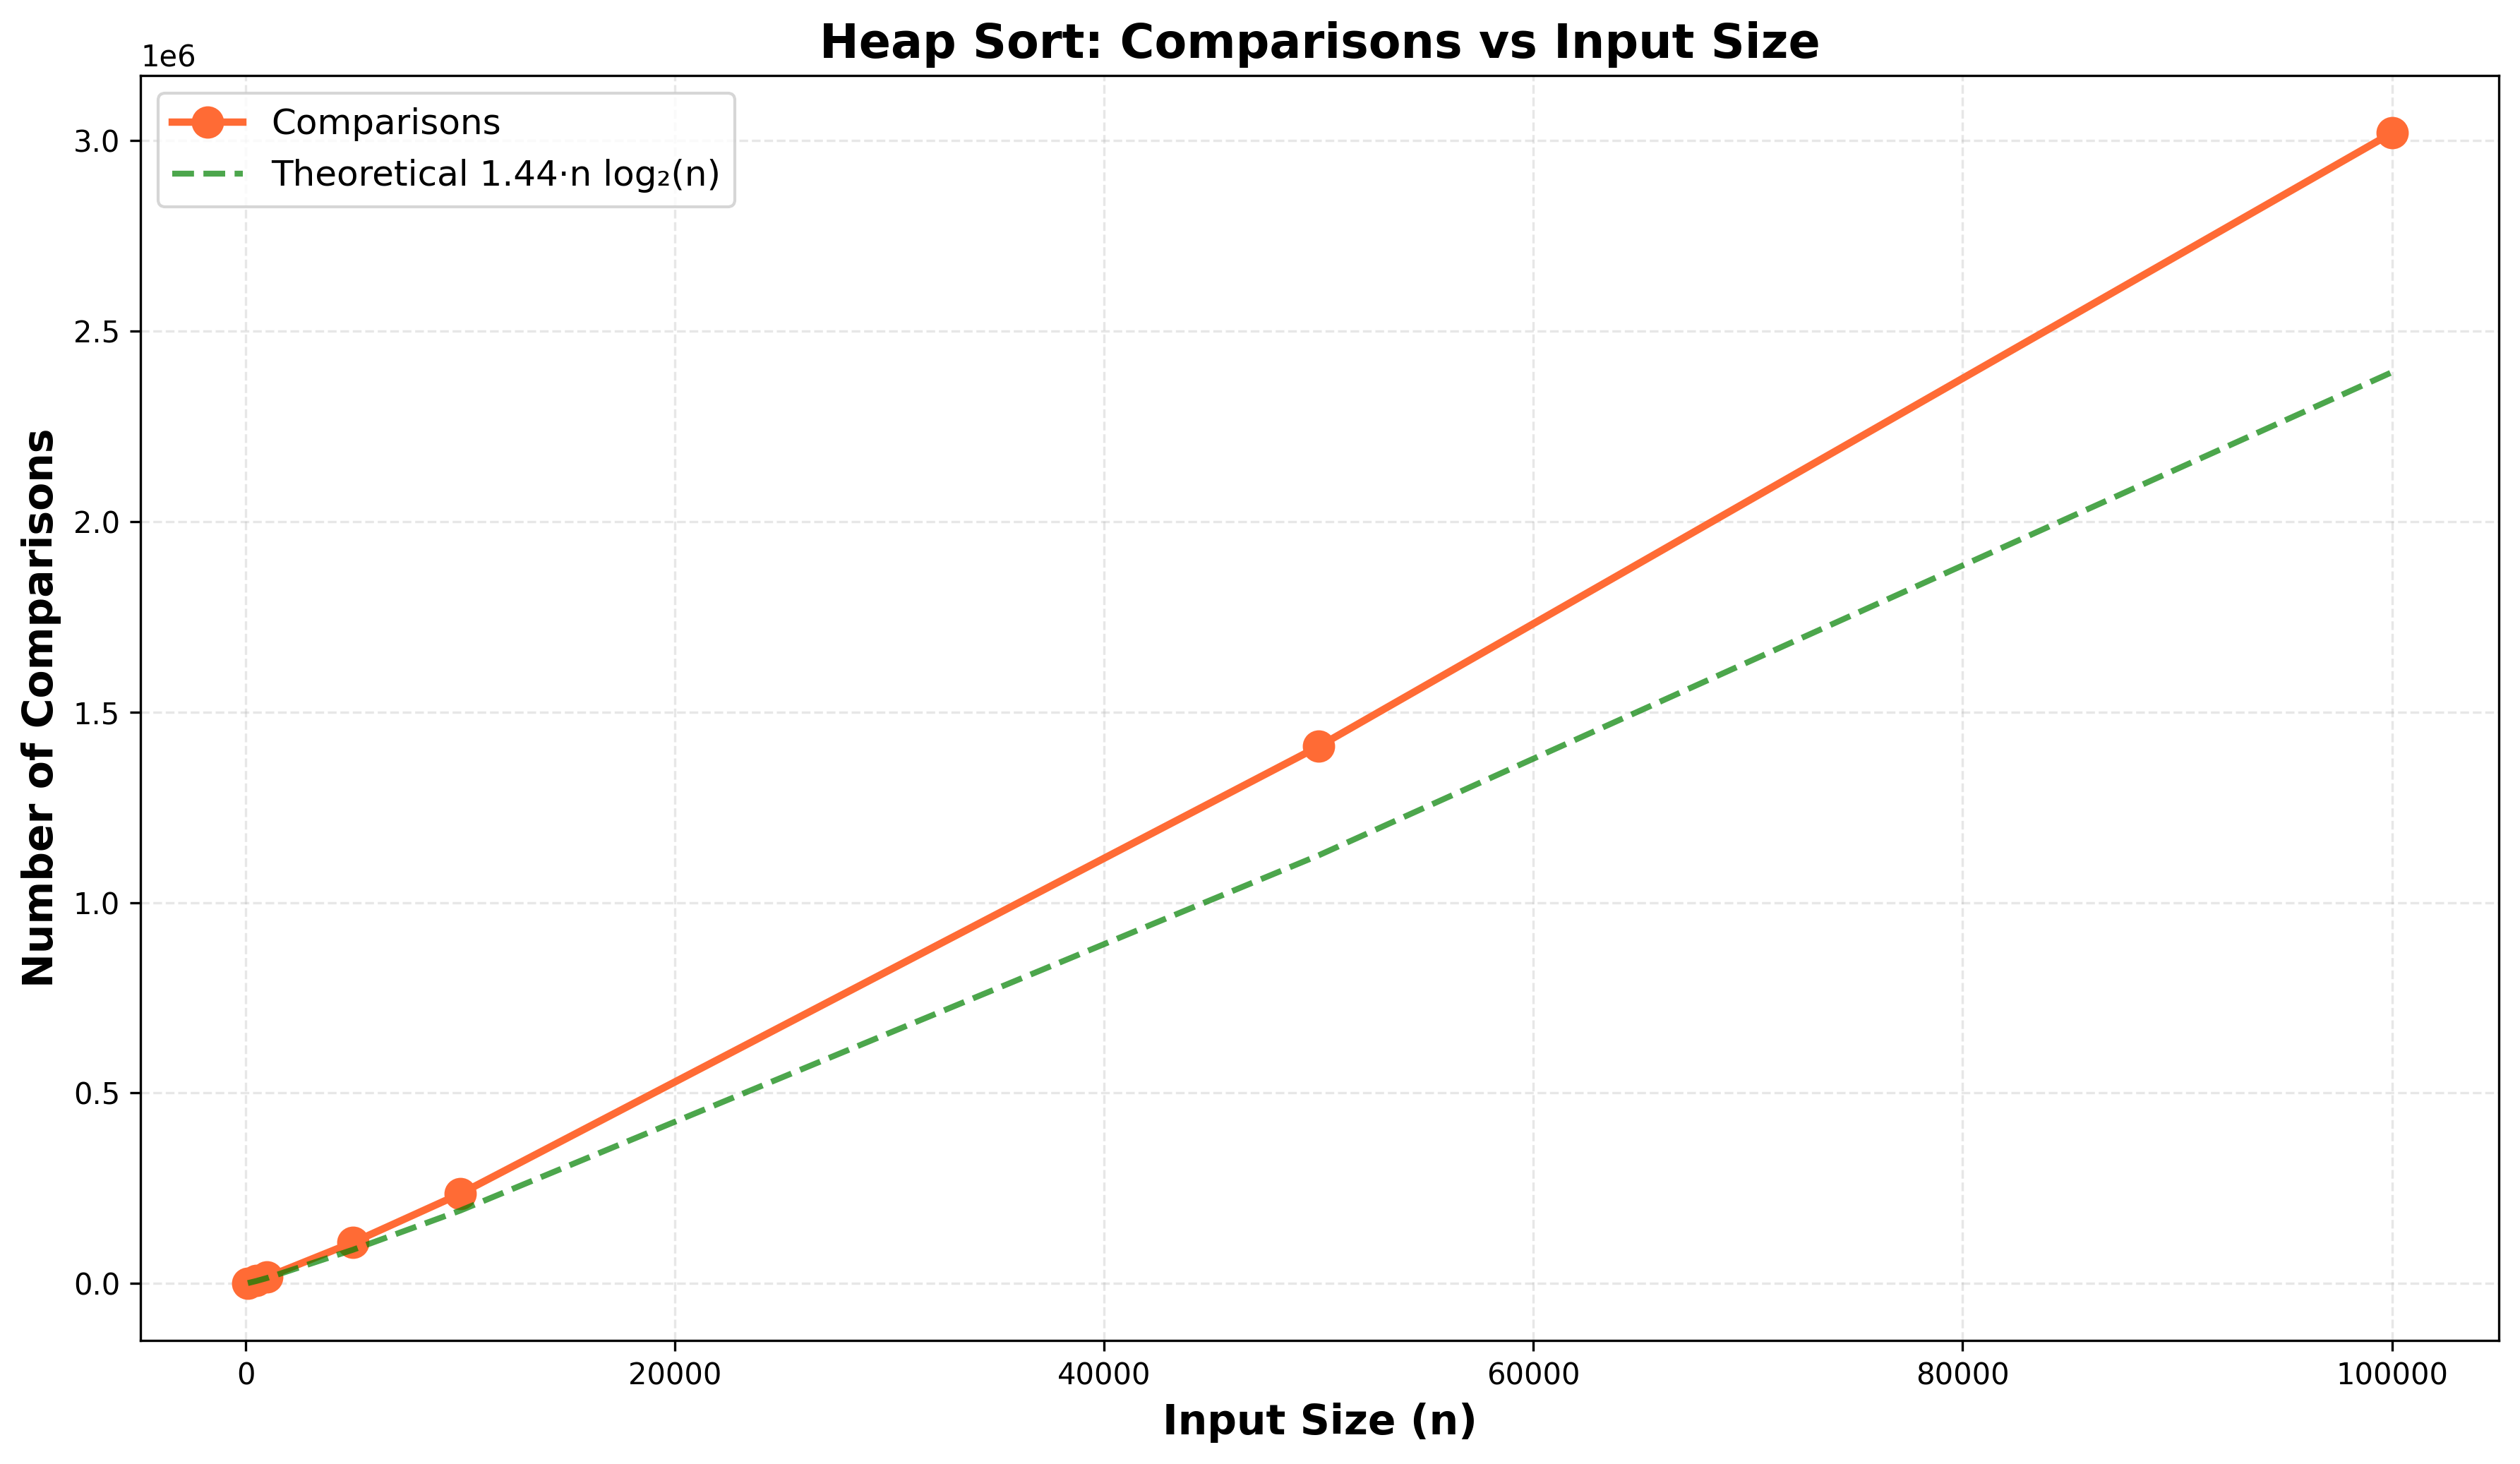 Heap Sort: Comparisons vs Input Size
1e6
Comparisons
Theoretical 1.44·n log₂(n)
3.0
2.5
2.0
1.5
1.0
0.5
0.0
Number of Comparisons
0 20000 40000 60000 80000 100000
Input Size (n)